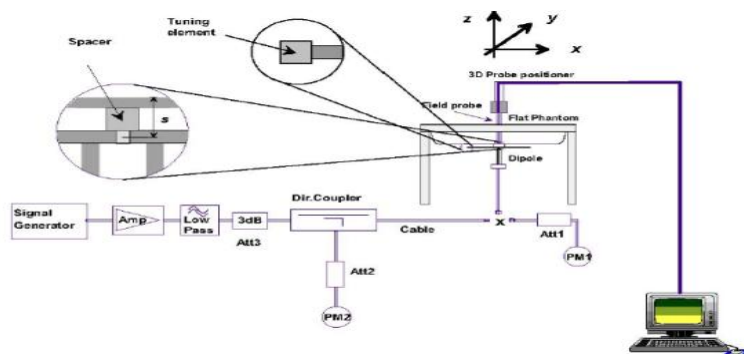 Tuning
element
Spacer
s
z
y
x
3D Probe positioner
Field probe
Flat Phantom
Dipole
Signal
Generator
Amp
Low
Pass
3dB
Att3
Dir.Coupler
Cable
x
Att1
PM1
Att2
PM2